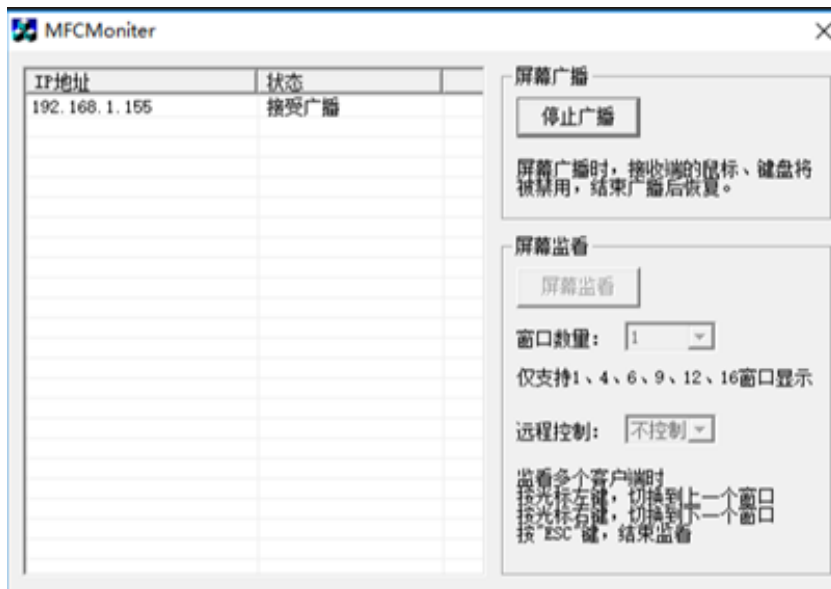 MFCMoniter
IP地址 状态
192.168.1.155 接受广播
屏幕广播
停止广播
屏幕广播时，接收端的鼠标、键盘将
被禁用，结束广播后恢复。
屏幕监看
屏幕监看
窗口数量： 1
仅支持1、4、6、9、12、16窗口显示
远程控制： 不控制
监看多个客户端时
按光标左键，切换到上一个窗口
按光标右键，切换到下一个窗口
按"ESC"键，结束监看